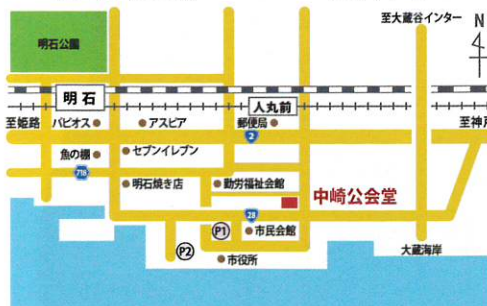 至大蔵谷インター
N
明石公園
明石
人丸前
至姫路
パピオス
アスピア
郵便局
至神戸
2
魚の棚
セブンイレブン
718
明石焼き店
勤労福祉会館
中崎公会堂
28
P1
市民会館
P2
市役所
大蔵海岸